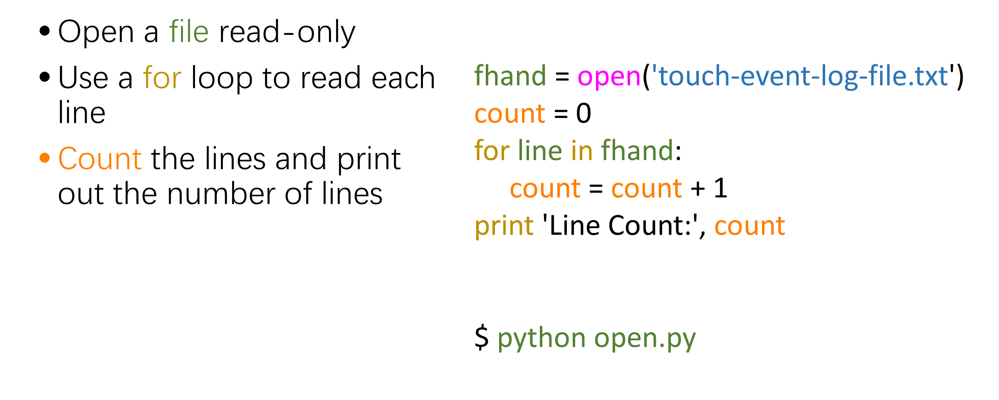 • Open a file read-only
• Use a for loop to read each
line
• Count the lines and print
out the number of lines
fhand = open('touch-event-log-file.txt')
count = 0
for line in fhand:
count = count + 1
print 'Line Count:', count
$ python open.py